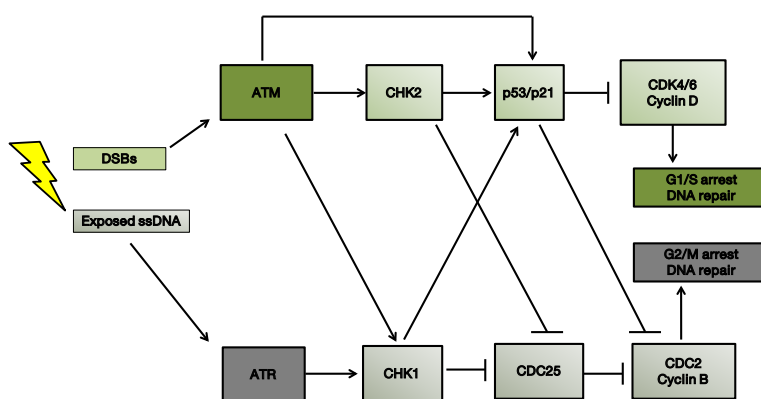 ATM
CHK2
p53/p21
CDK4/6
Cyclin D
DSBs
G1/S arrest
DNA repair
Exposed ssDNA
G2/M arrest
DNA repair
ATR
CHK1
CDC25
CDC2
Cyclin B